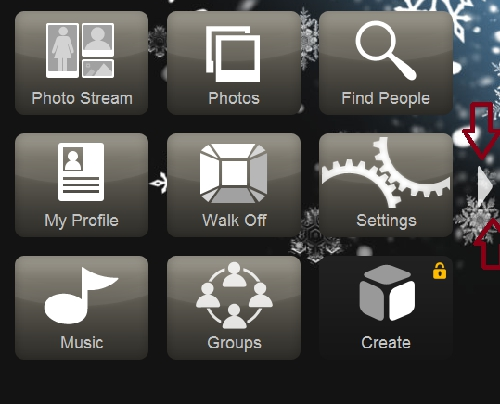 Photo Stream
Photos
Find People
My Profile
Walk Off
Settings
Music
Groups
Create